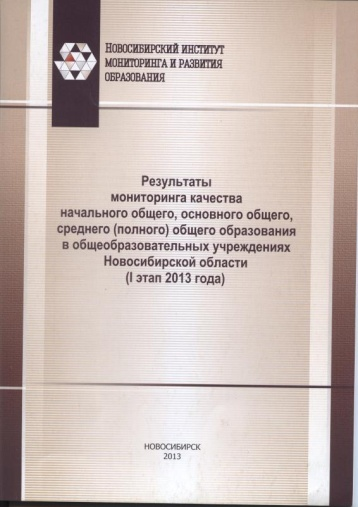 Новосибирский институт
мониторинга и развития
образования
Результаты
мониторинга качества
начального общего, основного общего,
среднего (полного) общего образования
в общеобразовательных учреждениях
Новосибирской области
(I этап 2013 года)
НОВОСИБИРСК
2013